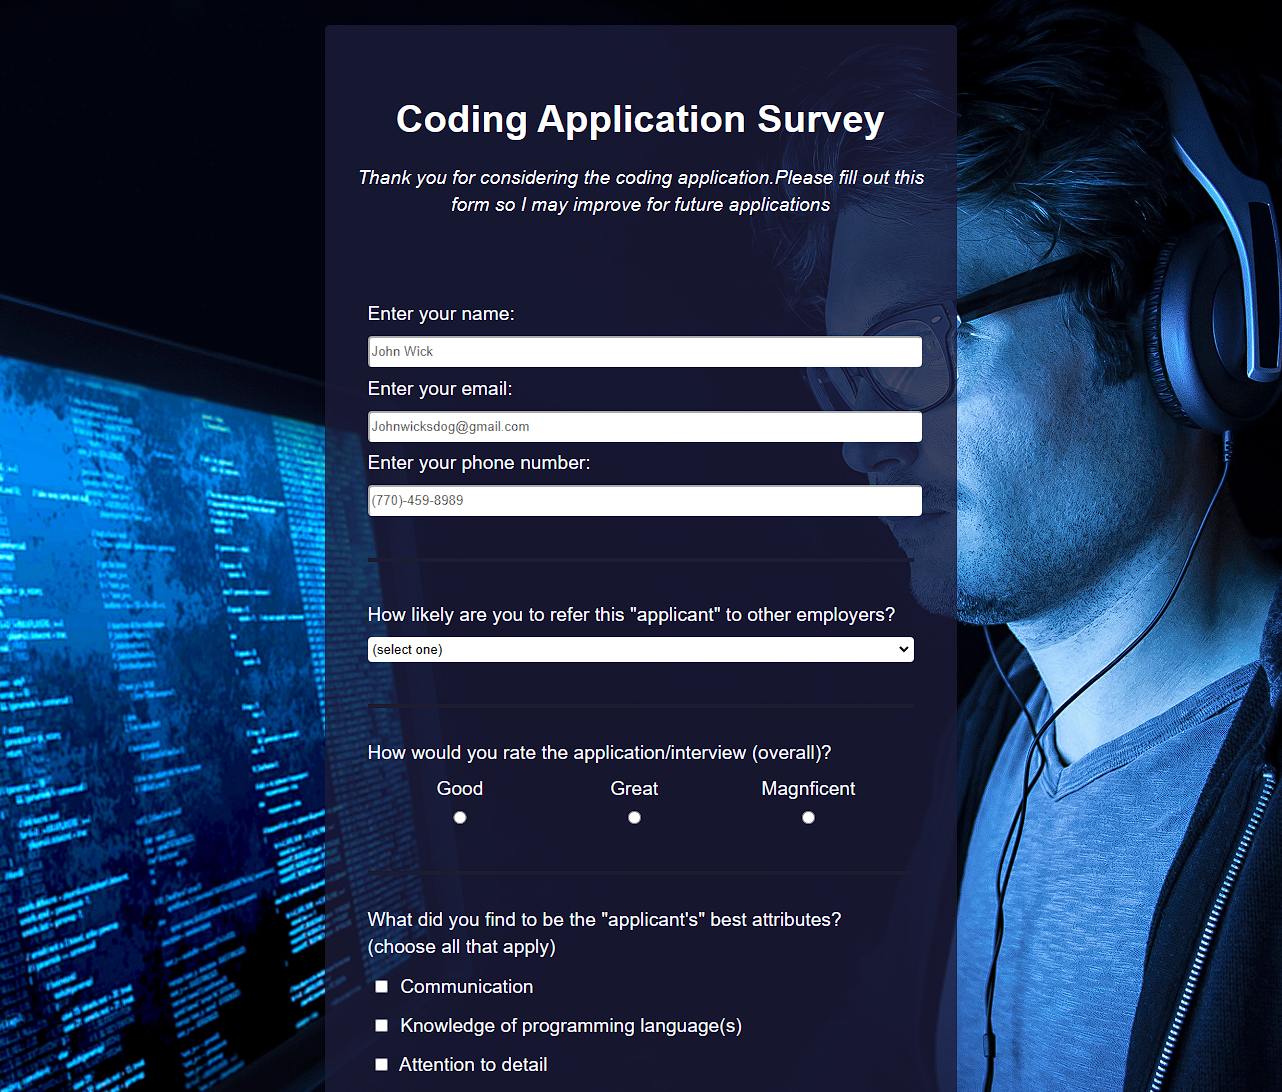 Coding Application Survey
Thank you for considering the coding application.Please fill out this
form so I may improve for future applications
Enter your name:
John Wick
Enter your email:
Johnwicksdog@gmail.com
Enter your phone number:
(770)-459-8989
How likely are you to refer this "applicant" to other employers?
(select one)
How would you rate the application/interview (overall)?
Good Great Magnficent
What did you find to be the "applicant's" best attributes?
(choose all that apply)
Communication
Knowledge of programming language(s)
Attention to detail